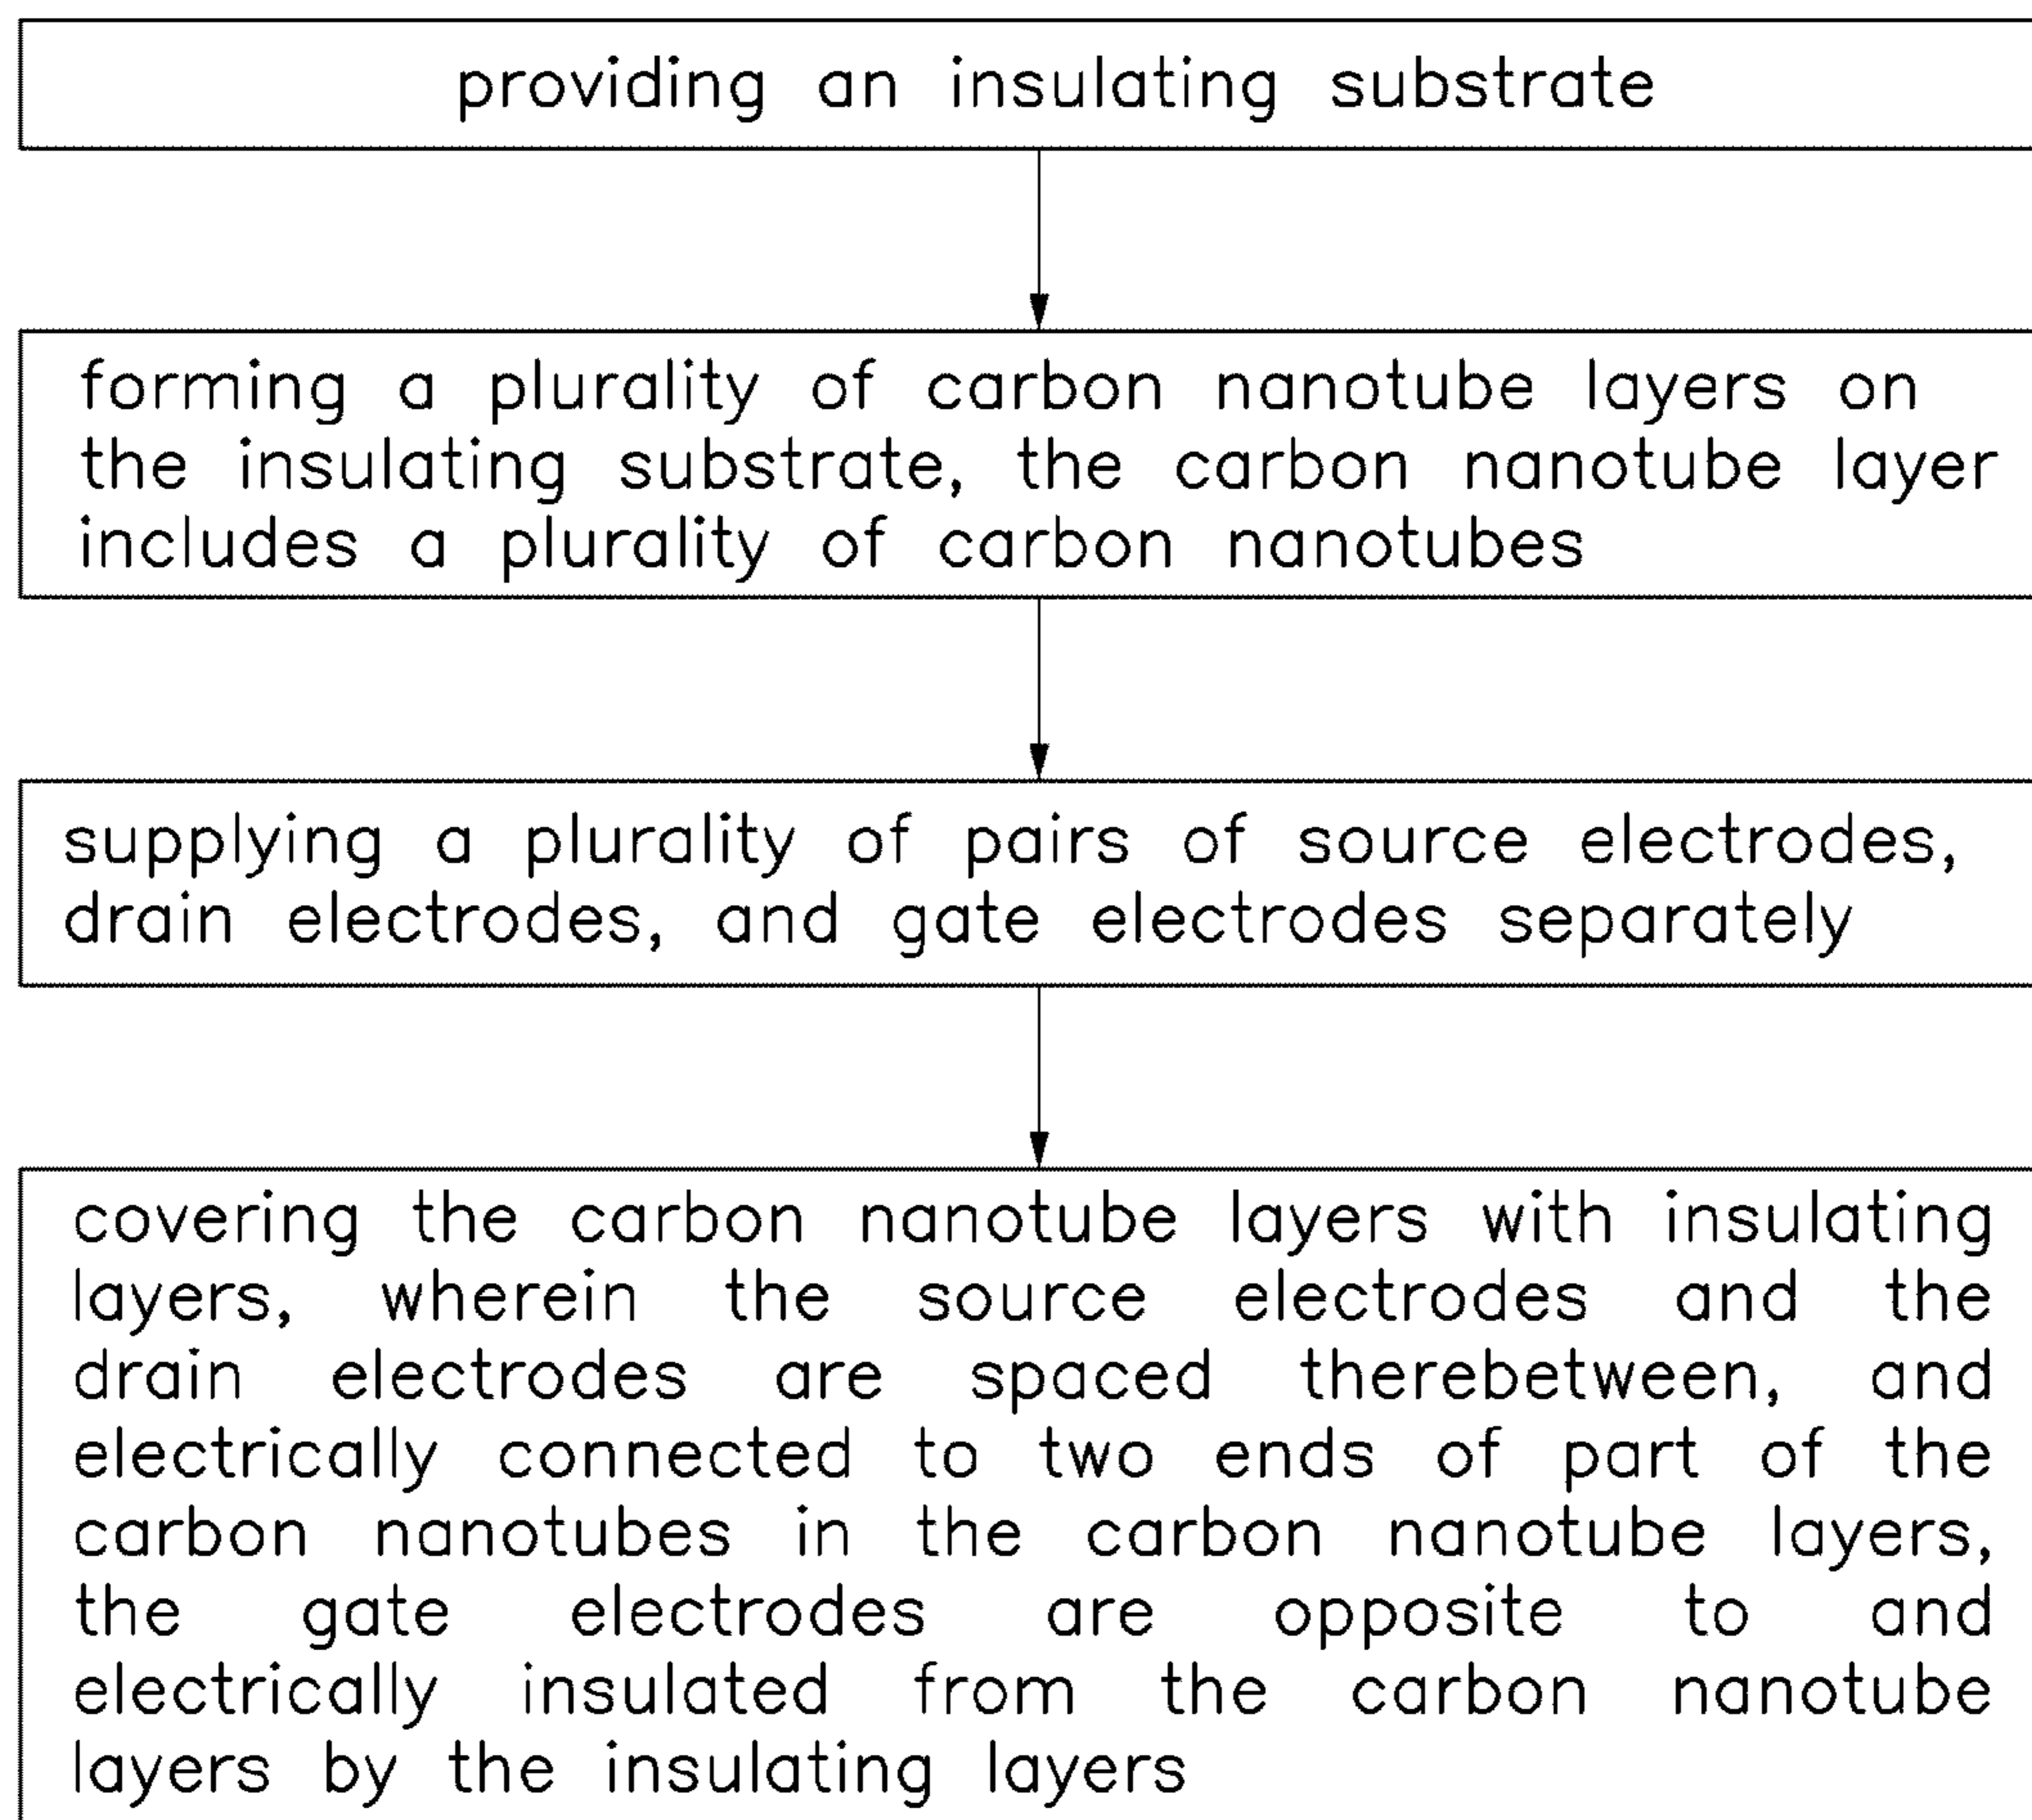 providing an insulating substrate
forming a plurality of carbon nanotube layers on
the insulating substrate, the carbon nanotube layer
includes a plurality of carbon nanotubes
supplying a plurality of pairs of source electrodes,
drain electrodes, and gate electrodes separately
covering the carbon nanotube layers with insulating
layers, wherein the source electrodes and the
drain electrodes are spaced therebetween, and
electrically connected to two ends of part of the
carbon nanotubes in the carbon nanotube layers,
the gate electrodes are opposite to and
electrically insulated from the carbon nanotube
layers by the insulating layers